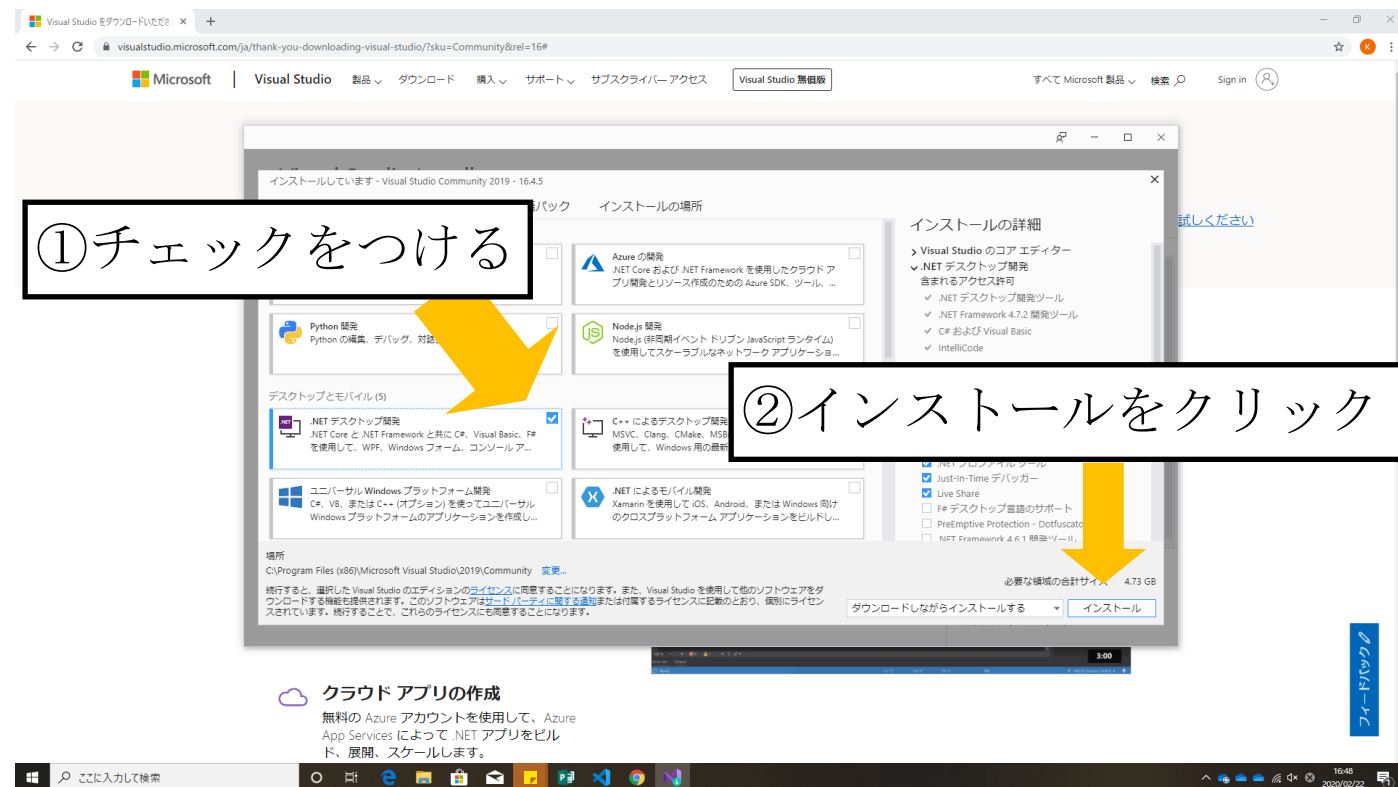 Visual Studio をダウンロードいただき
visualstudio.microsoft.com/ja/thank-you-downloading-visual-studio/?sku=Community&rel=16#
K
Microsoft Visual Studio 製品 ダウンロード 購入 サポート サブスクライバー アクセス Visual Studio 無償版 すべて Microsoft 製品 検索 Sign in
インストールしています - Visual Studio Community 2019 - 16.4.5
パック インストールの場所
試しください
①チェックをつける
Azure の開発
.NET Core および .NET Framework を使用したクラウド ア
プリ開発とリソース作成のための Azure SDK、ツール、...
Python 開発
Python の編集、デバッグ、対話
Node.js 開発
Node.js (非同期イベント ドリブン JavaScript ランタイム)
を使用してスケーラブルなネットワーク アプリケーショ...
デスクトップとモバイル (5)
.NET デスクトップ開発
.NET Core と .NET Framework と共に C#、Visual Basic、F#
を使用して、WPF、Windows フォーム、コンソール ア...
C++ によるデスクトップ開発
MSVC、Clang、CMake、MSB
使用して、Windows 用の最新
ユニバーサル Windows プラットフォーム開発
C#、VB、または C++ (オプション) を使ってユニバーサル
Windows プラットフォームのアプリケーションを作成し...
.NET によるモバイル開発
Xamarin を使用して iOS、Android、または Windows 向け
のクロスプラットフォーム アプリケーションをビルドし...
インストールの詳細
Visual Studio のコア エディター
.NET デスクトップ開発
含まれるアクセス許可
.NET デスクトップ開発ツール
.NET Framework 4.7.2 開発ツール
C# および Visual Basic
IntelliCode
②インストールをクリック
.NET プロファイル ツール
Just-In-Time デバッガー
Live Share
F# デスクトップ言語のサポート
PreEmptive Protection - Dotfuscato
.NET Framework 4.6.1 開発ツール
場所
C:\Program Files (x86)\Microsoft Visual Studio\2019\Community 変更...
必要な領域の合計サイズ 4.73 GB
続行すると、選択した Visual Studio のエディションのライセンスに同意することになります。また、Visual Studio を使用して他のソフトウェアをダ
ウンロードする機能も提供されます。このソフトウェアはサード パーティに関する通知または付属するライセンスに記載のとおり、個別にライセン
スされています。続行することで、これらのライセンスにも同意することになります。
ダウンロードしながらインストールする インストール
3:00
フィードバック
クラウド アプリの作成
無料の Azure アカウントを使用して、Azure
App Services によって .NET アプリをビル
ド、展開、スケールします。
ここに入力して検索
16:48
2020/02/22